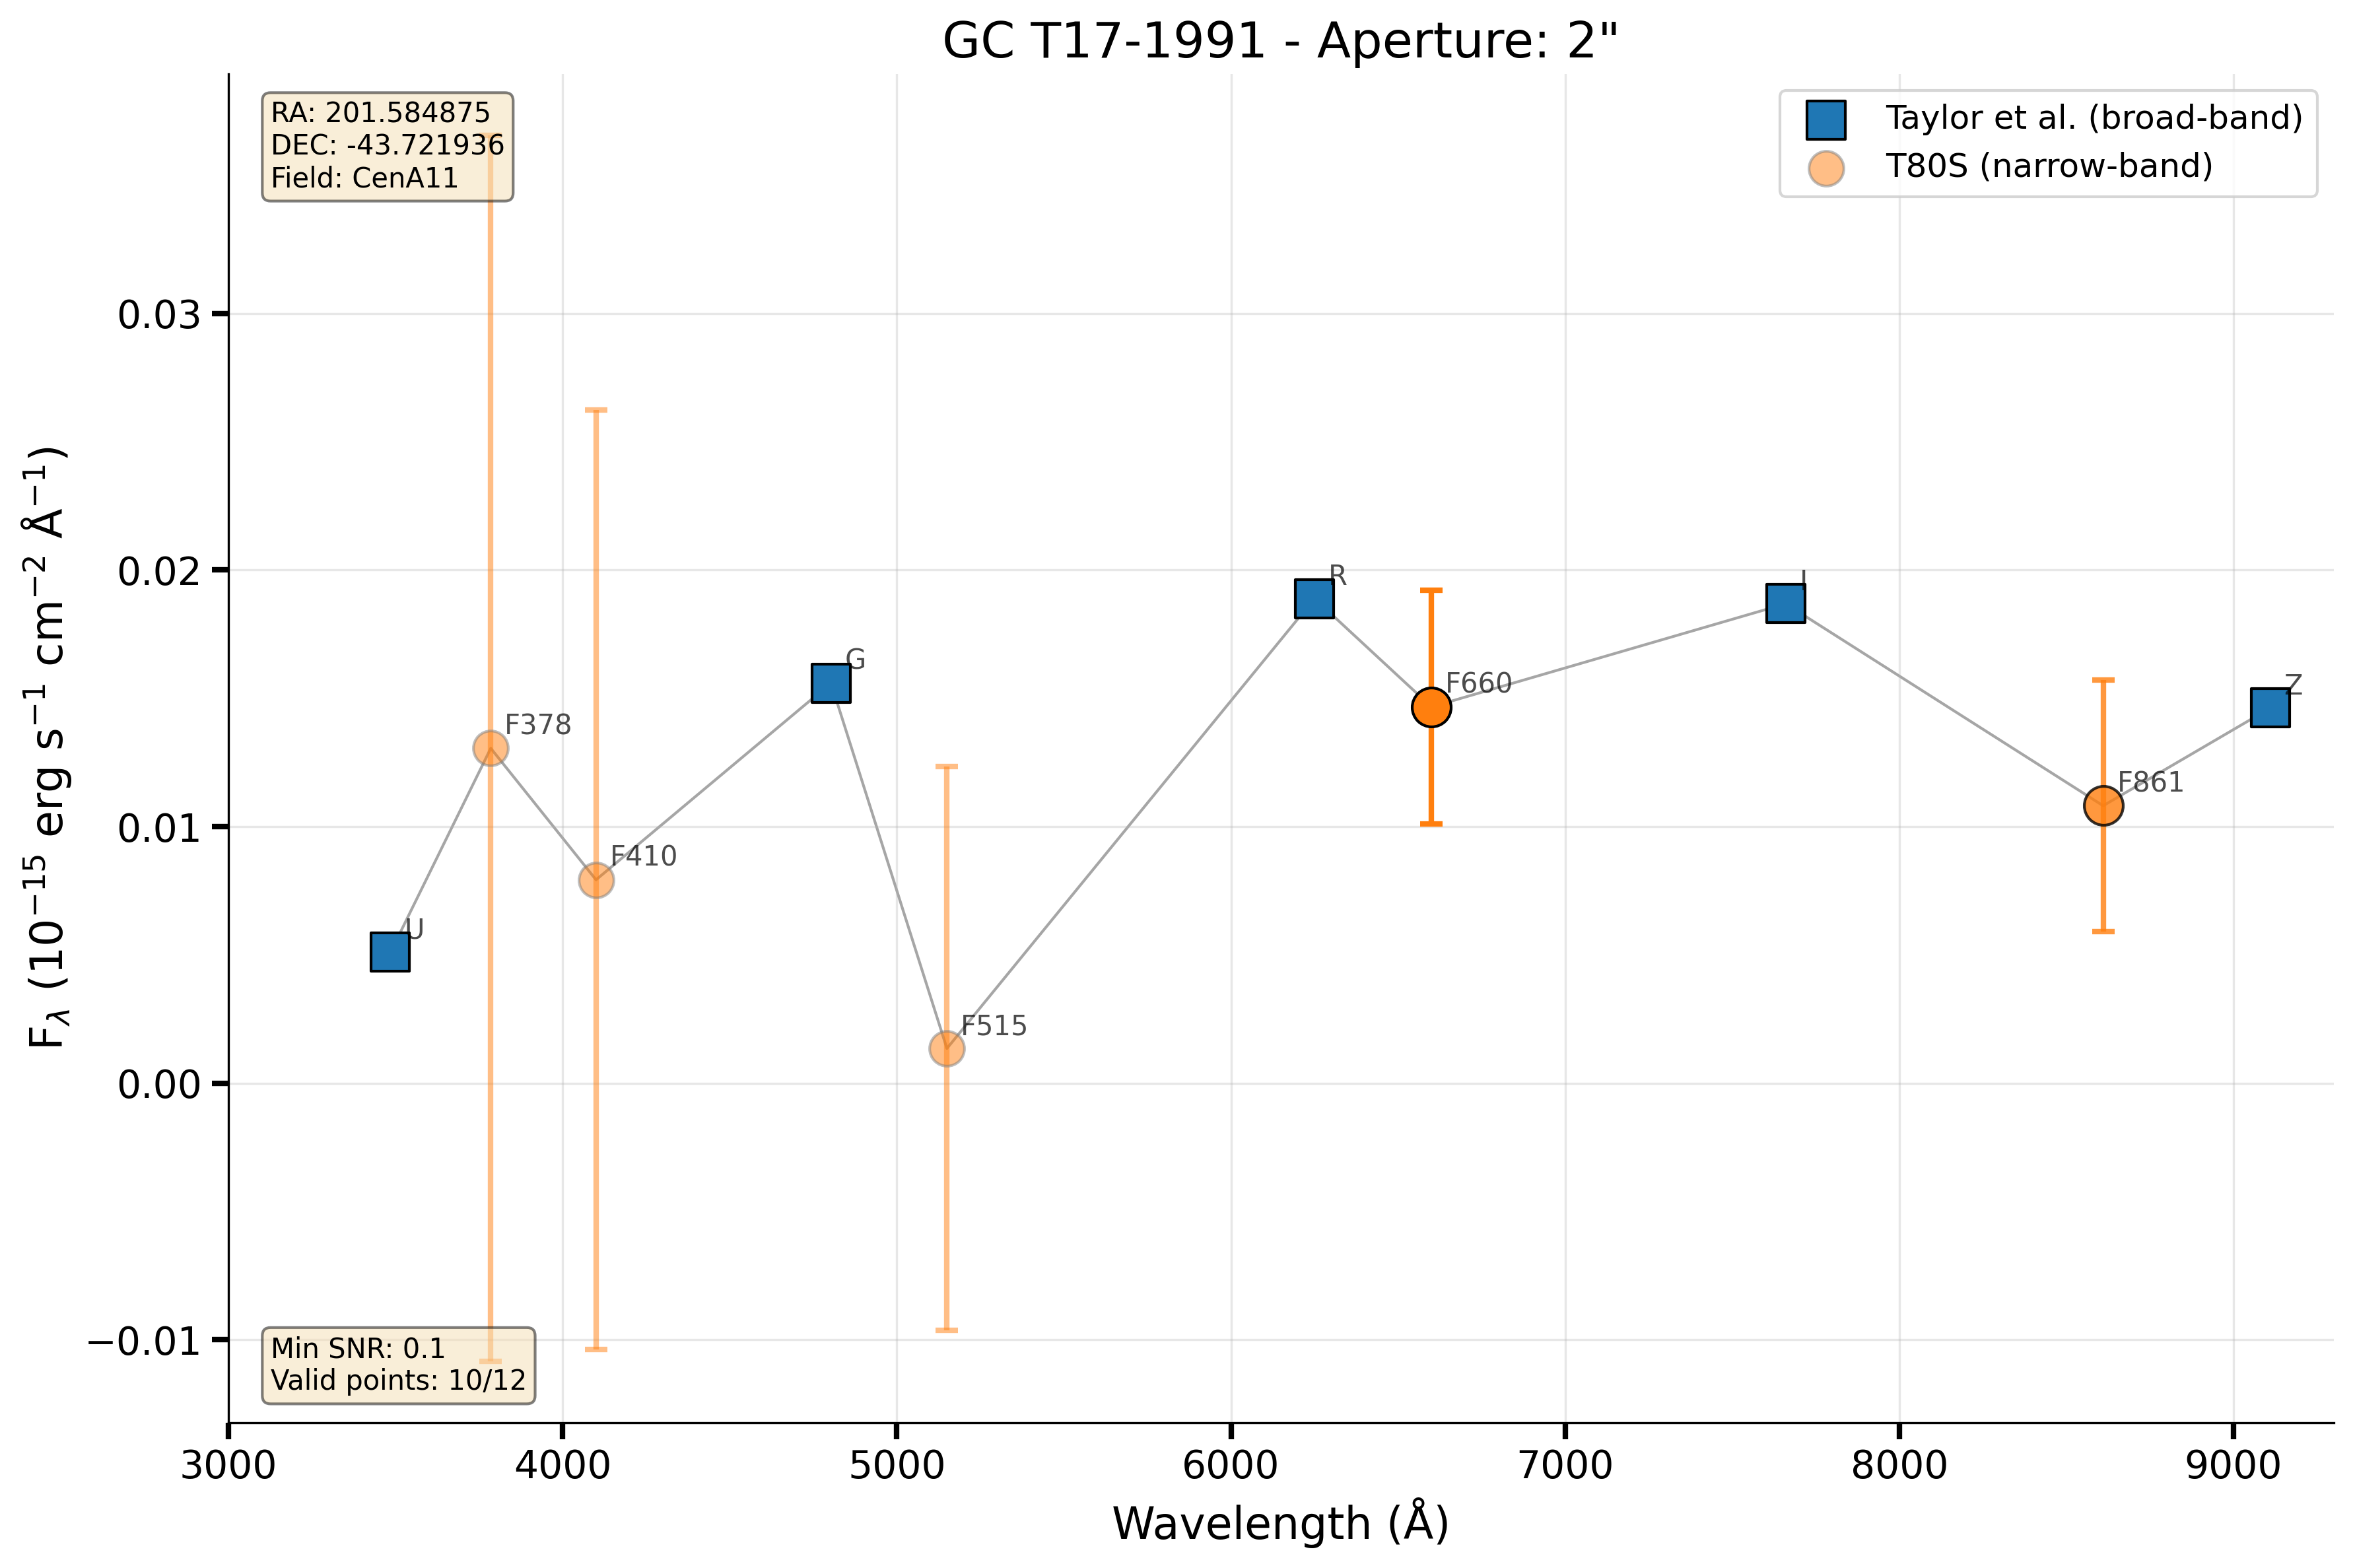 GC T17-1991 - Aperture: 2"
RA: 201.584875
DEC: -43.721936
Field: CenA11
Taylor et al. (broad-band)
T80S (narrow-band)
F_λ (10⁻¹⁵ erg s⁻¹ cm⁻² Å⁻¹)
0.03
0.02
0.01
0.00
−0.01
U
F378
F410
G
F515
R
F660
I
F861
Z
Min SNR: 0.1
Valid points: 10/12
3000 4000 5000 6000 7000 8000 9000
Wavelength (Å)